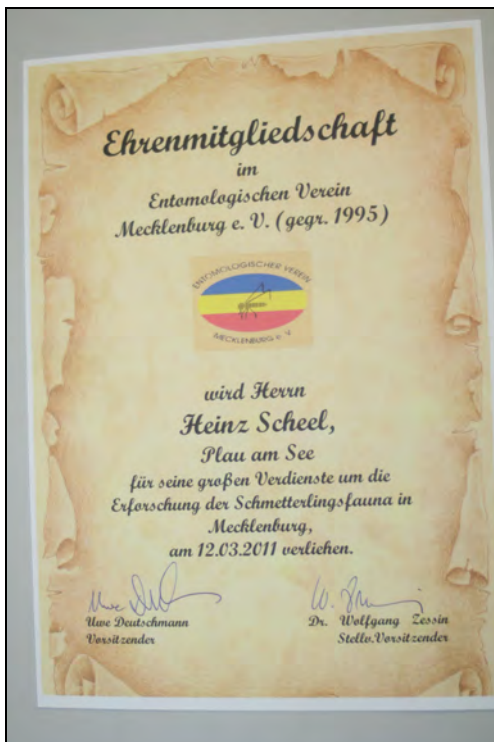 Ehrenmitgliedschaft
im
Entomologischen Verein
Mecklenburg e. V. (gegr. 1995)
ENTOMOLOGISCHER VEREIN
MECKLENBURG e. V.
wird Herrn
Heinz Scheel,
Plau am See
für seine großen Verdienste um die
Erforschung der Schmetterlingsfauna in
Mecklenburg,
am 12.03.2011 verliehen.
Uwe Deutschmann
Vorsitzender
Dr. Wolfgang Zessin
Stellv.Vorsitzender